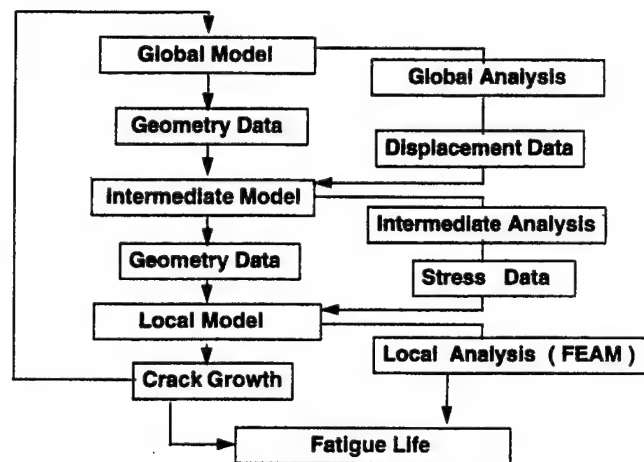 Global Model
Global Analysis
Geometry Data
Displacement Data
Intermediate Model
Intermediate Analysis
Geometry Data
Stress Data
Local Model
Local Analysis ( FEAM )
Crack Growth
Fatigue Life